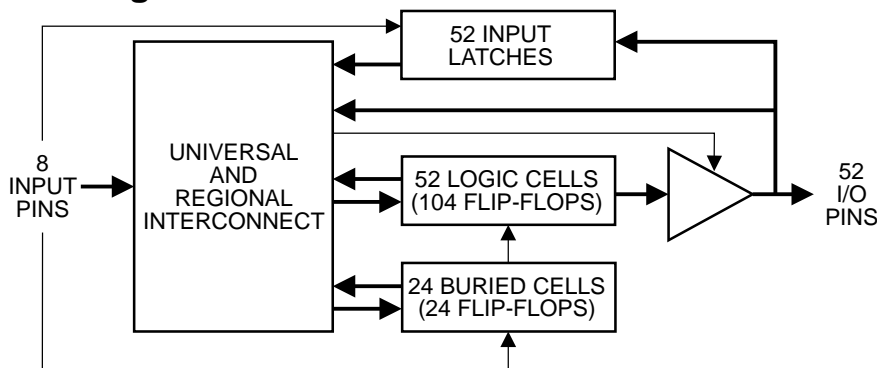 52 INPUT
LATCHES
8
INPUT
PINS
UNIVERSAL
AND
REGIONAL
INTERCONNECT
52 LOGIC CELLS
(104 FLIP-FLOPS)
52
I/O
PINS
24 BURIED CELLS
(24 FLIP-FLOPS)